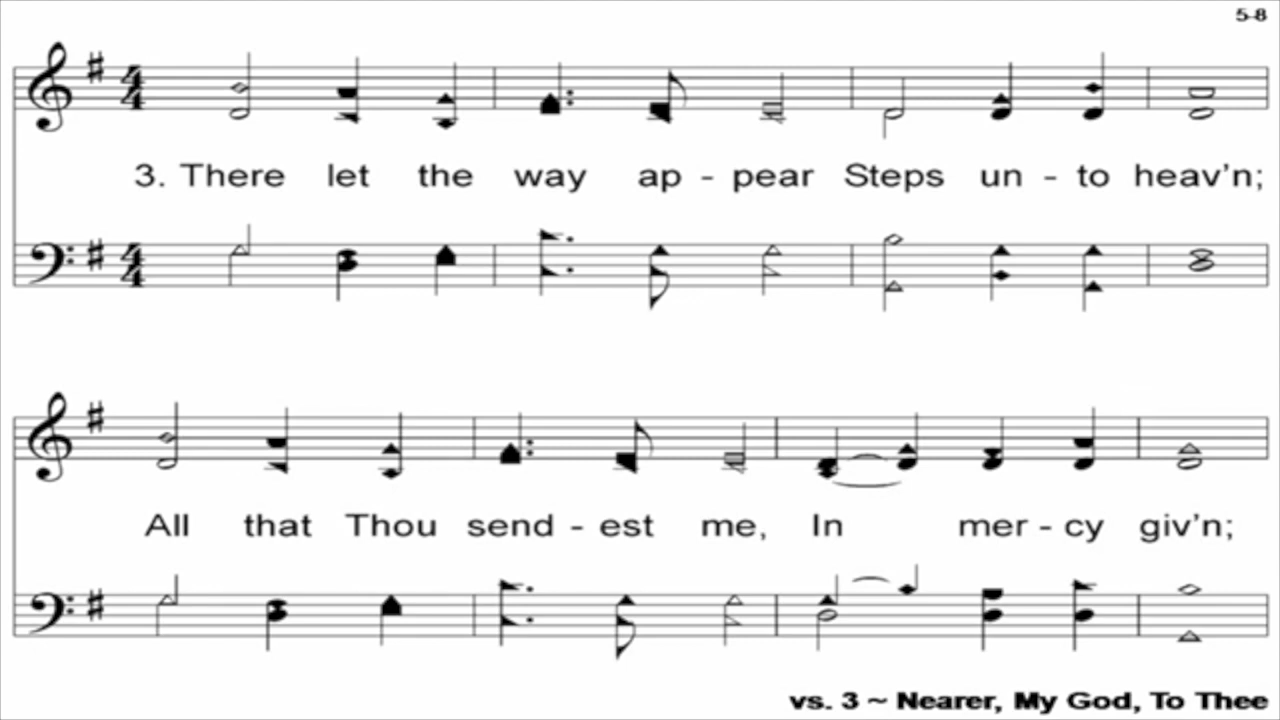 5-8
3. There let the way ap - pear Steps un - to heav’n;
All that Thou send - est me, In mer - cy giv’n;
vs. 3 ~ Nearer, My God, To Thee